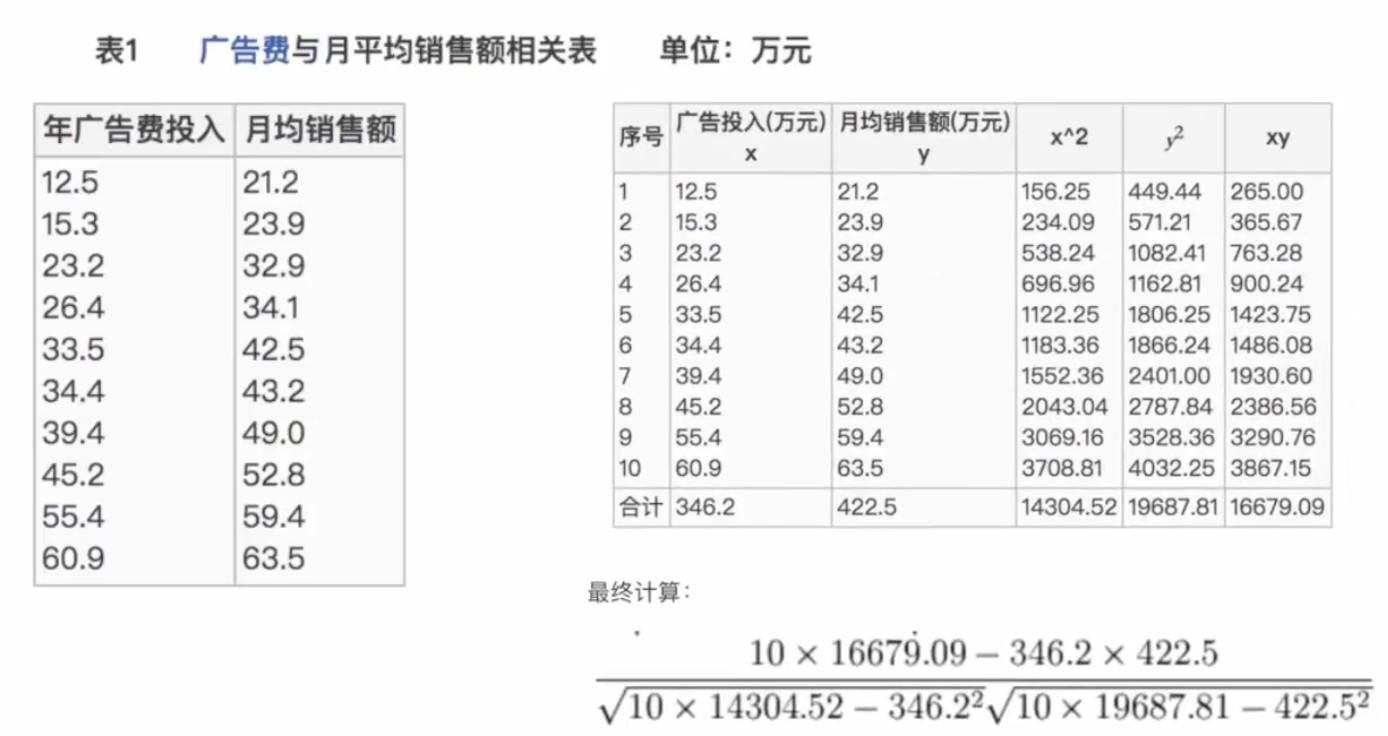 表1 广告费与月平均销售额相关表 单位：万元
年广告费投入 月均销售额
12.5 21.2
15.3 23.9
23.2 32.9
26.4 34.1
33.5 42.5
34.4 43.2
39.4 49.0
45.2 52.8
55.4 59.4
60.9 63.5
序号 广告投入(万元) x 月均销售额(万元) y x^2 y² xy
1 12.5 21.2 156.25 449.44 265.00
2 15.3 23.9 234.09 571.21 365.67
3 23.2 32.9 538.24 1082.41 763.28
4 26.4 34.1 696.96 1162.81 900.24
5 33.5 42.5 1122.25 1806.25 1423.75
6 34.4 43.2 1183.36 1866.24 1486.08
7 39.4 49.0 1552.36 2401.00 1930.60
8 45.2 52.8 2043.04 2787.84 2386.56
9 55.4 59.4 3069.16 3528.36 3290.76
10 60.9 63.5 3708.81 4032.25 3867.15
合计 346.2 422.5 14304.52 19687.81 16679.09
最终计算：
10 × 16679.09 − 346.2 × 422.5
√10 × 14304.52 − 346.2² √10 × 19687.81 − 422.5²